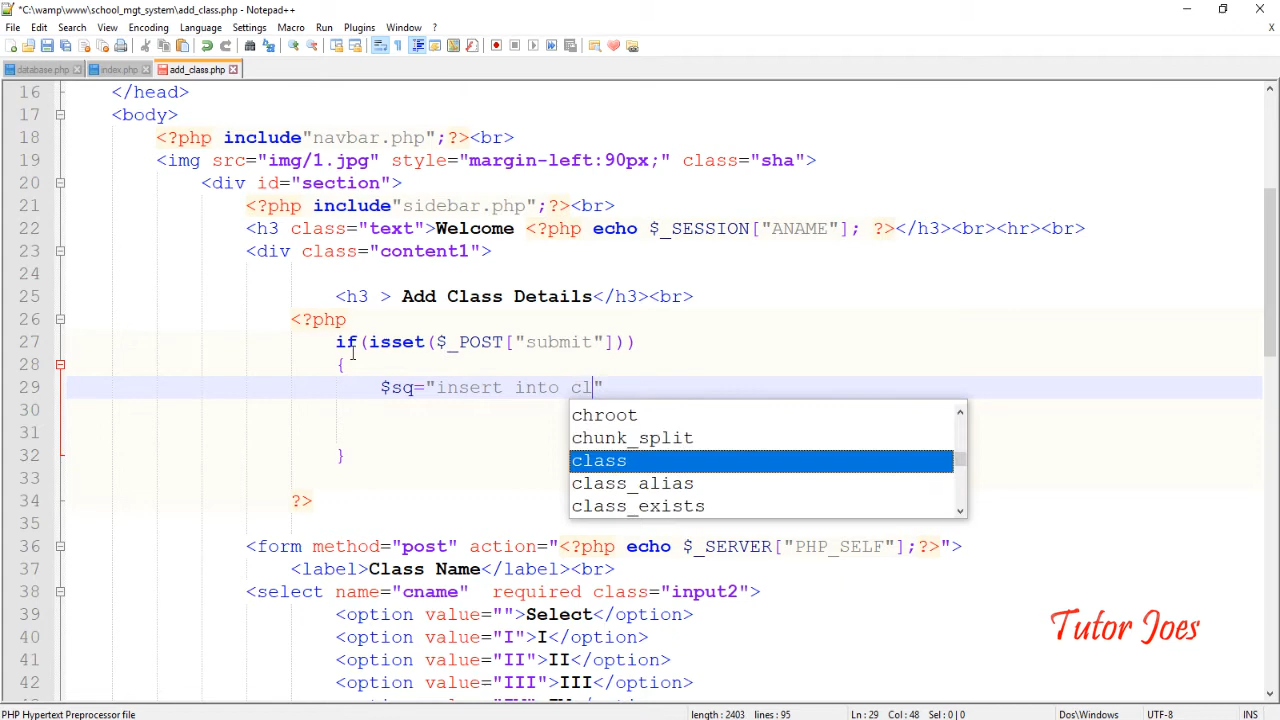 *C:\wamp\www\school_mgt_system\add_class.php - Notepad++
File Edit Search View Encoding Language Settings Macro Run Plugins Window ?
X
database.php index.php add_class.php
16 </head>
17 <body>
18 <?php include"navbar.php";?><br>
19 <img src="img/1.jpg" style="margin-left:90px;" class="sha">
20 <div id="section">
21 <?php include"sidebar.php";?><br>
22 <h3 class="text">Welcome <?php echo $_SESSION["ANAME"]; ?></h3><br><hr><br>
23 <div class="content1">
24
25 <h3 > Add Class Details</h3><br>
26 <?php
27 if(isset($_POST["submit"]))
28 {
29 $sq="insert into cl"
30 chroot
31 chunk_split
32 } class
33 class_alias
34 ?> class_exists
35
36 <form method="post" action="<?php echo $_SERVER["PHP_SELF"];?>">
37 <label>Class Name</label><br>
38 <select name="cname"  required class="input2">
39 <option value="">Select</option>
40 <option value="I">I</option>
41 <option value="II">II</option>
42 <option value="III">III</option>
Tutor Joes
PHP Hypertext Preprocessor file length : 2403 lines : 95 Ln : 29 Col : 48 Sel : 0 | 0 Dos\Windows UTF-8 INS